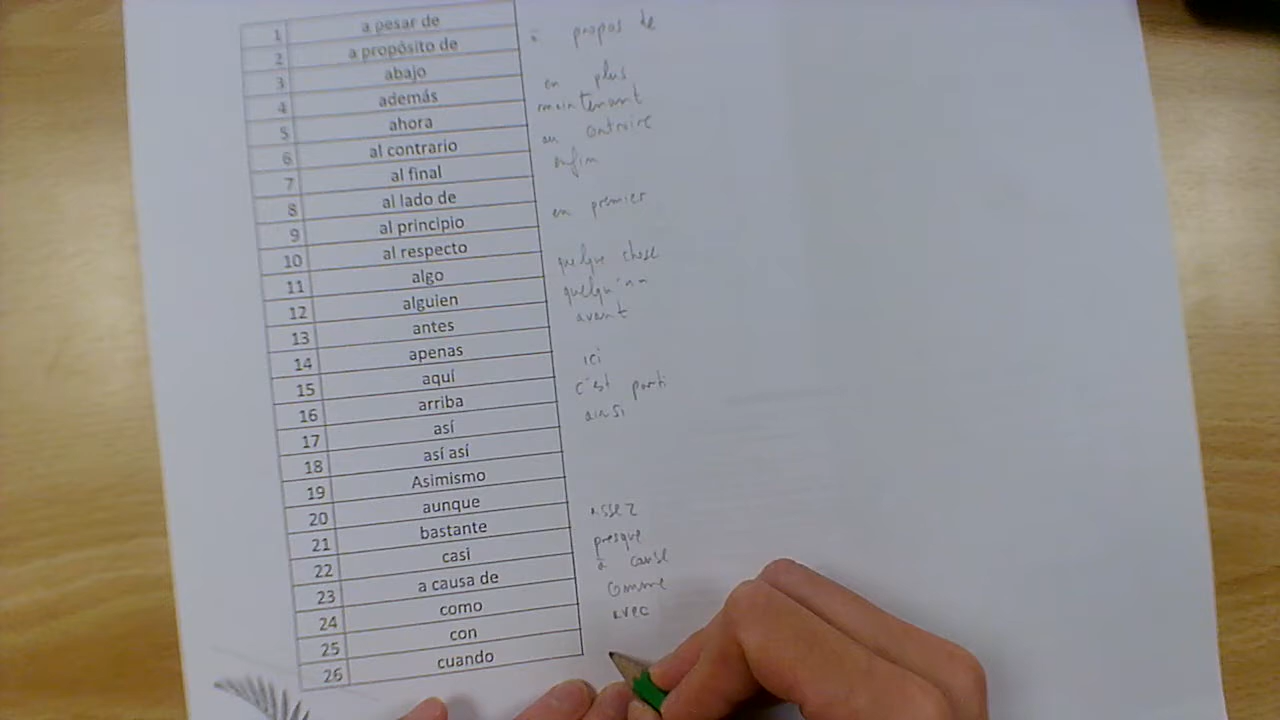 1 a pesar de
2 a propósito de à propos de
3 abajo
4 además en plus
5 ahora maintenant
6 al contrario au contraire
7 al final enfin
8 al lado de
9 al principio en premier
10 al respecto
11 algo quelque chose
12 alguien quelqu'un
13 antes avant
14 apenas
15 aquí ici
16 arriba c'est parti
17 así ainsi
18 así así
19 Asimismo
20 aunque
21 bastante assez
22 casi presque
23 a causa de à cause
24 como comme
25 con avec
26 cuando